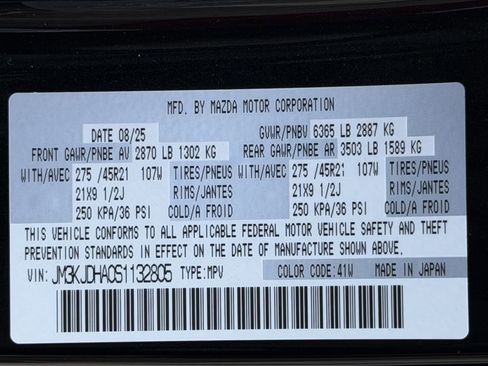 MFD. BY MAZDA MOTOR CORPORATION
DATE 08/25 GVWR/PNBV 6365 LB 2887 KG
FRONT GAWR/PNBE AV 2870 LB 1302 KG REAR GAWR/PNBE AR 3503 LB 1589 KG
WITH/AVEC 275 /45R21 107W TIRES/PNEUS WITH/AVEC 275 /45R21 107W TIRES/PNEUS
21X9 1/2J RIMS/JANTES 21X9 1/2J RIMS/JANTES
250 KPA/36 PSI COLD/A FROID 250 KPA/36 PSI COLD/A FROID
THIS VEHICLE CONFORMS TO ALL APPLICABLE FEDERAL MOTOR VEHICLE SAFETY AND THEFT
PREVENTION STANDARDS IN EFFECT ON THE DATE OF MANUFACTURE SHOWN ABOVE.
VIN: JM3KJDHA0S1132805 TYPE:MPV COLOR CODE:41W MADE IN JAPAN